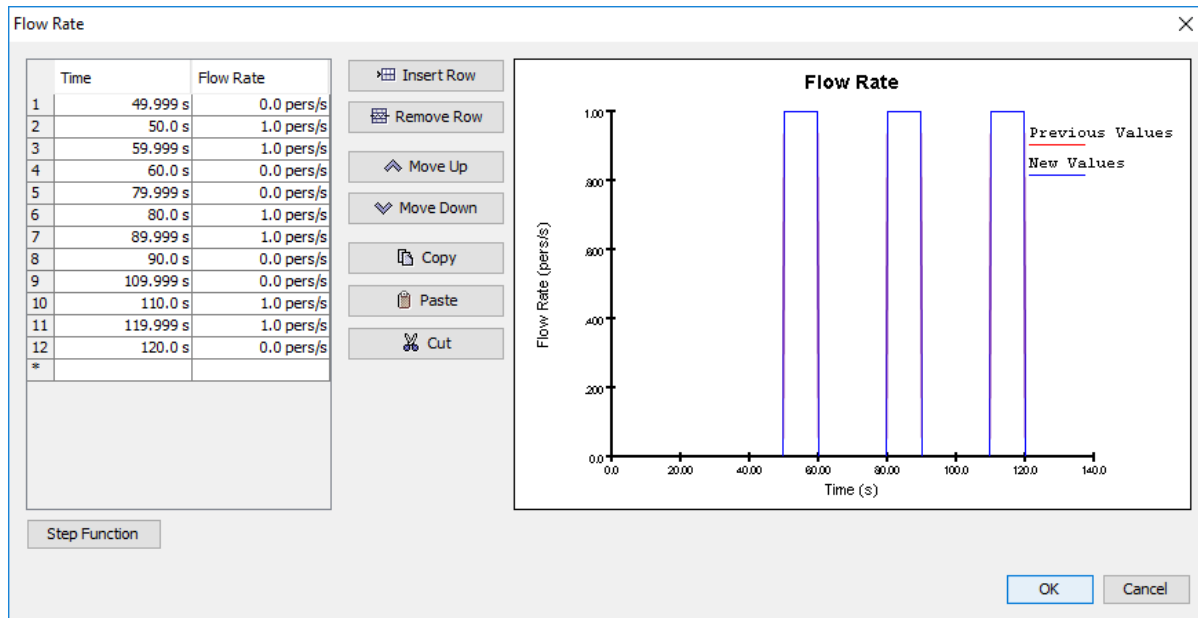 Flow Rate
Time Flow Rate
1 49.999 s 0.0 pers/s
2 50.0 s 1.0 pers/s
3 59.999 s 1.0 pers/s
4 60.0 s 0.0 pers/s
5 79.999 s 0.0 pers/s
6 80.0 s 1.0 pers/s
7 89.999 s 1.0 pers/s
8 90.0 s 0.0 pers/s
9 109.999 s 0.0 pers/s
10 110.0 s 1.0 pers/s
11 119.999 s 1.0 pers/s
12 120.0 s 0.0 pers/s
*
Step Function
Insert Row
Remove Row
Move Up
Move Down
Copy
Paste
Cut
Flow Rate
Previous Values
New Values
Flow Rate (pers/s)
1.00
.800
.600
.400
.200
0.0
0.0 20.00 40.00 60.00 80.00 100.0 120.0 140.0
Time (s)
OK Cancel